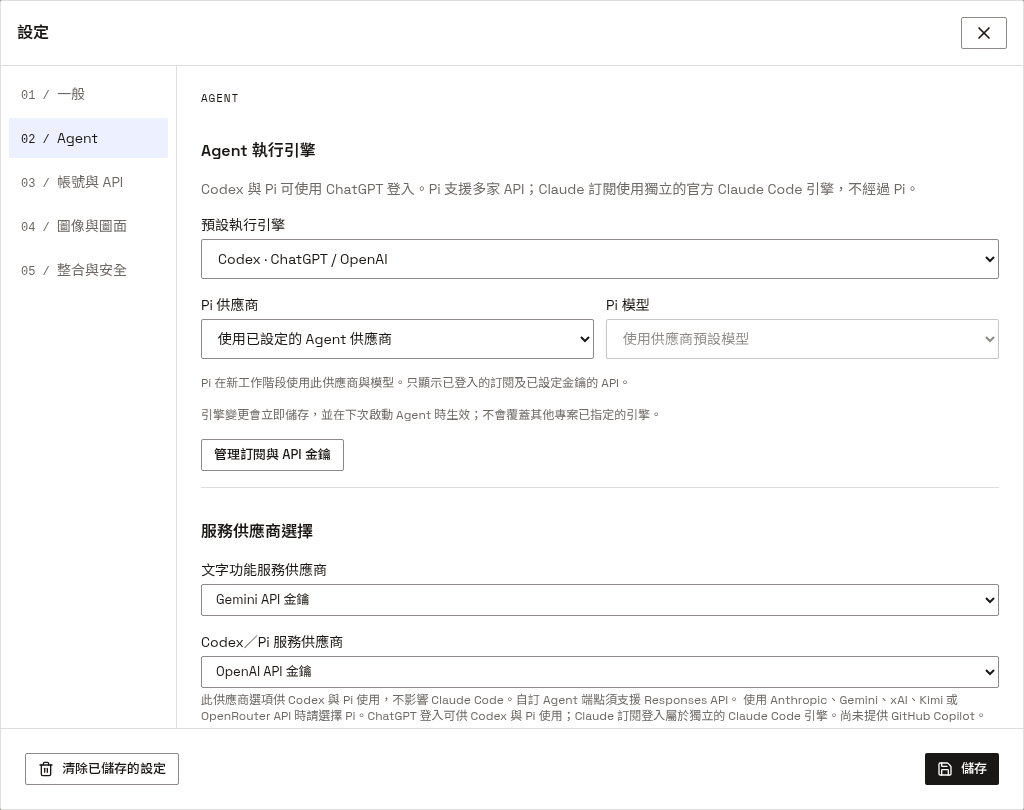 設定
01 / 一般
02 / Agent
03 / 帳號與 API
04 / 圖像與圖面
05 / 整合與安全
AGENT
Agent 執行引擎
Codex 與 Pi 可使用 ChatGPT 登入。Pi 支援多家 API；Claude 訂閱使用獨立的官方 Claude Code 引擎，不經過 Pi。
預設執行引擎
Codex · ChatGPT / OpenAI
Pi 供應商
Pi 模型
使用已設定的 Agent 供應商
使用供應商預設模型
Pi 在新工作階段使用此供應商與模型。只顯示已登入的訂閱及已設定金鑰的 API。
引擎變更會立即儲存，並在下次啟動 Agent 時生效；不會覆蓋其他專案已指定的引擎。
管理訂閱與 API 金鑰
服務供應商選擇
文字功能服務供應商
Gemini API 金鑰
Codex／Pi 服務供應商
OpenAI API 金鑰
此供應商選項供 Codex 與 Pi 使用，不影響 Claude Code。自訂 Agent 端點須支援 Responses API。 使用 Anthropic、Gemini、xAI、Kimi 或
OpenRouter API 時請選擇 Pi。ChatGPT 登入可供 Codex 與 Pi 使用；Claude 訂閱登入屬於獨立的 Claude Code 引擎。尚未提供 GitHub Copilot。
清除已儲存的設定
儲存